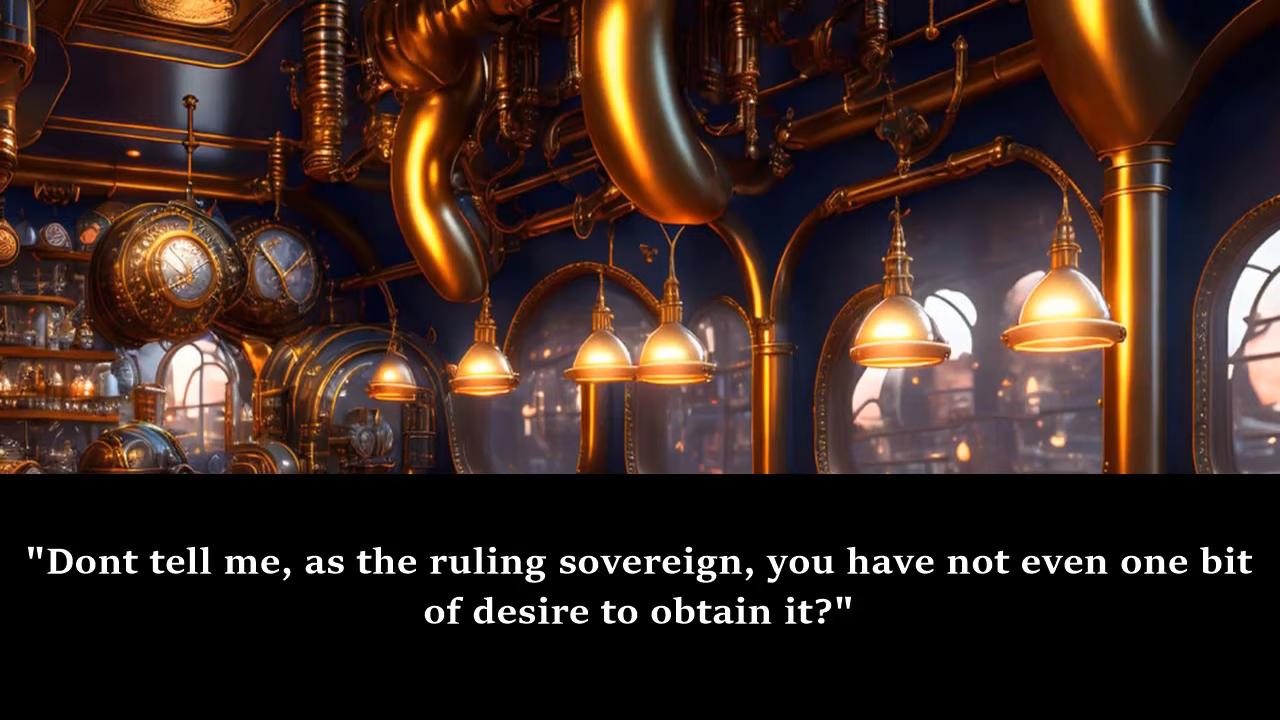 "Dont tell me, as the ruling sovereign, you have not even one bit
of desire to obtain it?"